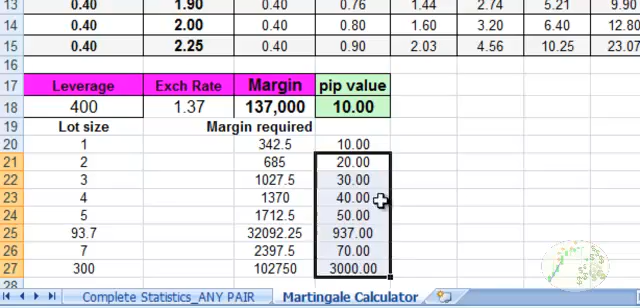 13 0.40 1.90 0.40 0.76 1.44 2.74 5.21 9.90
14 0.40 2.00 0.40 0.80 1.60 3.20 6.40 12.80
15 0.40 2.25 0.40 0.90 2.03 4.56 10.25 23.07
16
17 Leverage Exch Rate Margin pip value
18 400 1.37 137,000 10.00
19 Lot size Margin required
20 1 342.5 10.00
21 2 685 20.00
22 3 1027.5 30.00
23 4 1370 40.00
24 5 1712.5 50.00
25 93.7 32092.25 937.00
26 7 2397.5 70.00
27 300 102750 3000.00
28
Complete Statistics_ANY PAIR Martingale Calculator